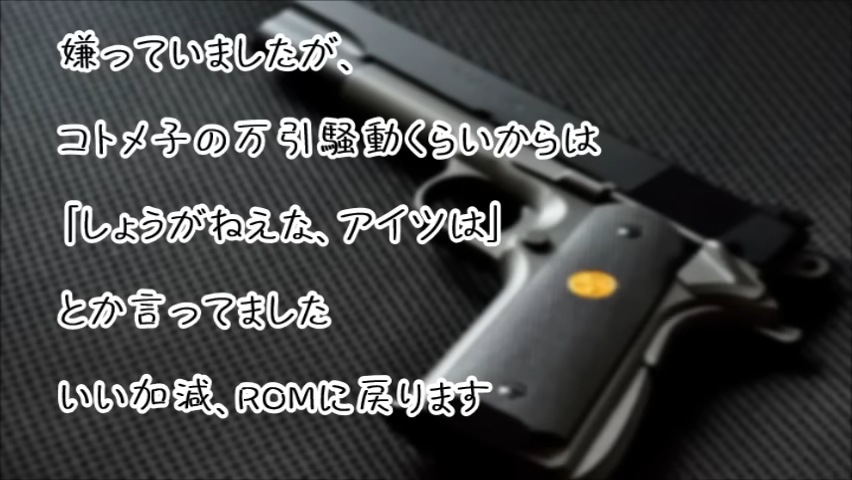 嫌っていましたが、
コトメ子の万引騒動くらいからは
「しょうがねえな、アイツは」
とか言ってました
いい加減、ROMに戻ります